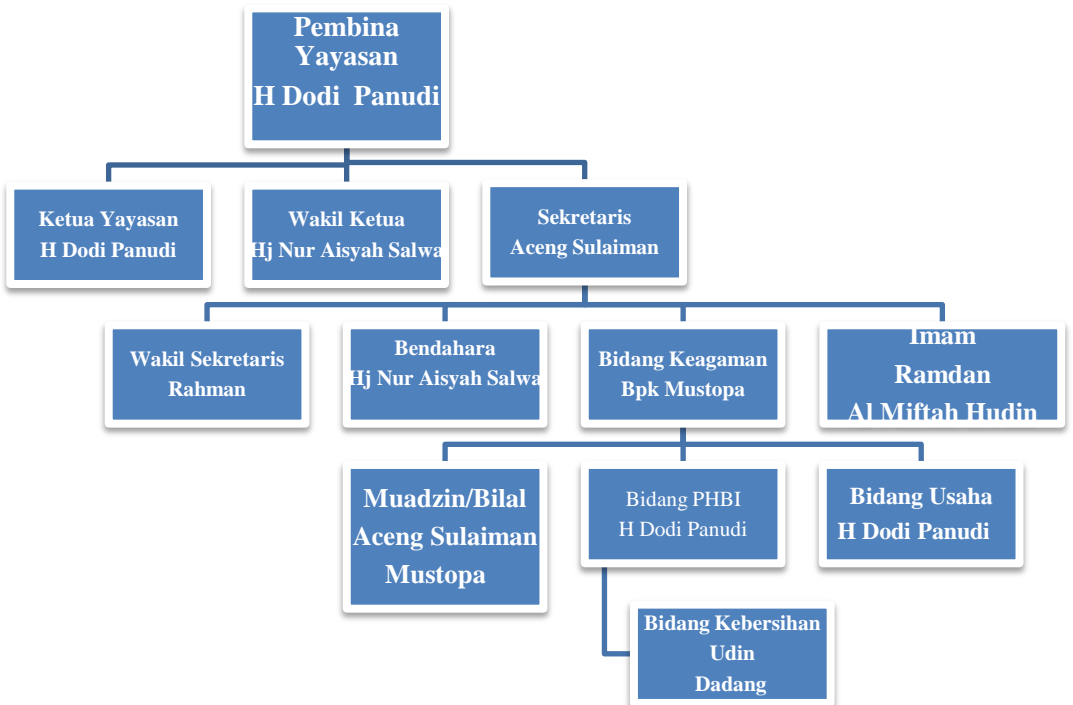 Pembina
Yayasan
H Dodi Panudi
Ketua Yayasan
H Dodi Panudi
Wakil Ketua
Hj Nur Aisyah Salwa
Sekretaris
Aceng Sulaiman
Wakil Sekretaris
Rahman
Bendahara
Hj Nur Aisyah Salwa
Bidang Keagaman
Bpk Mustopa
Imam
Ramdan
Al Miftah Hudin
Muadzin/Bilal
Aceng Sulaiman
Mustopa
Bidang PHBI
H Dodi Panudi
Bidang Usaha
H Dodi Panudi
Bidang Kebersihan
Udin
Dadang